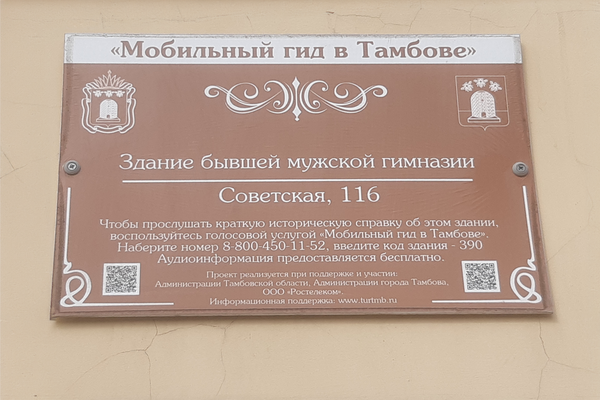 «Мобильный гид в Тамбове»
Здание бывшей мужской гимназии
Советская, 116
Чтобы прослушать краткую историческую справку об этом здании,
воспользуйтесь голосовой услугой «Мобильный гид в Тамбове».
Наберите номер 8-800-450-11-52, введите код здания - 390
Аудиоинформация предоставляется бесплатно.
Проект реализуется при поддержке и участии:
Администрации Тамбовской области, Администрации города Тамбова,
ООО «Ростелеком».
Информационная поддержка: www.turtmb.ru